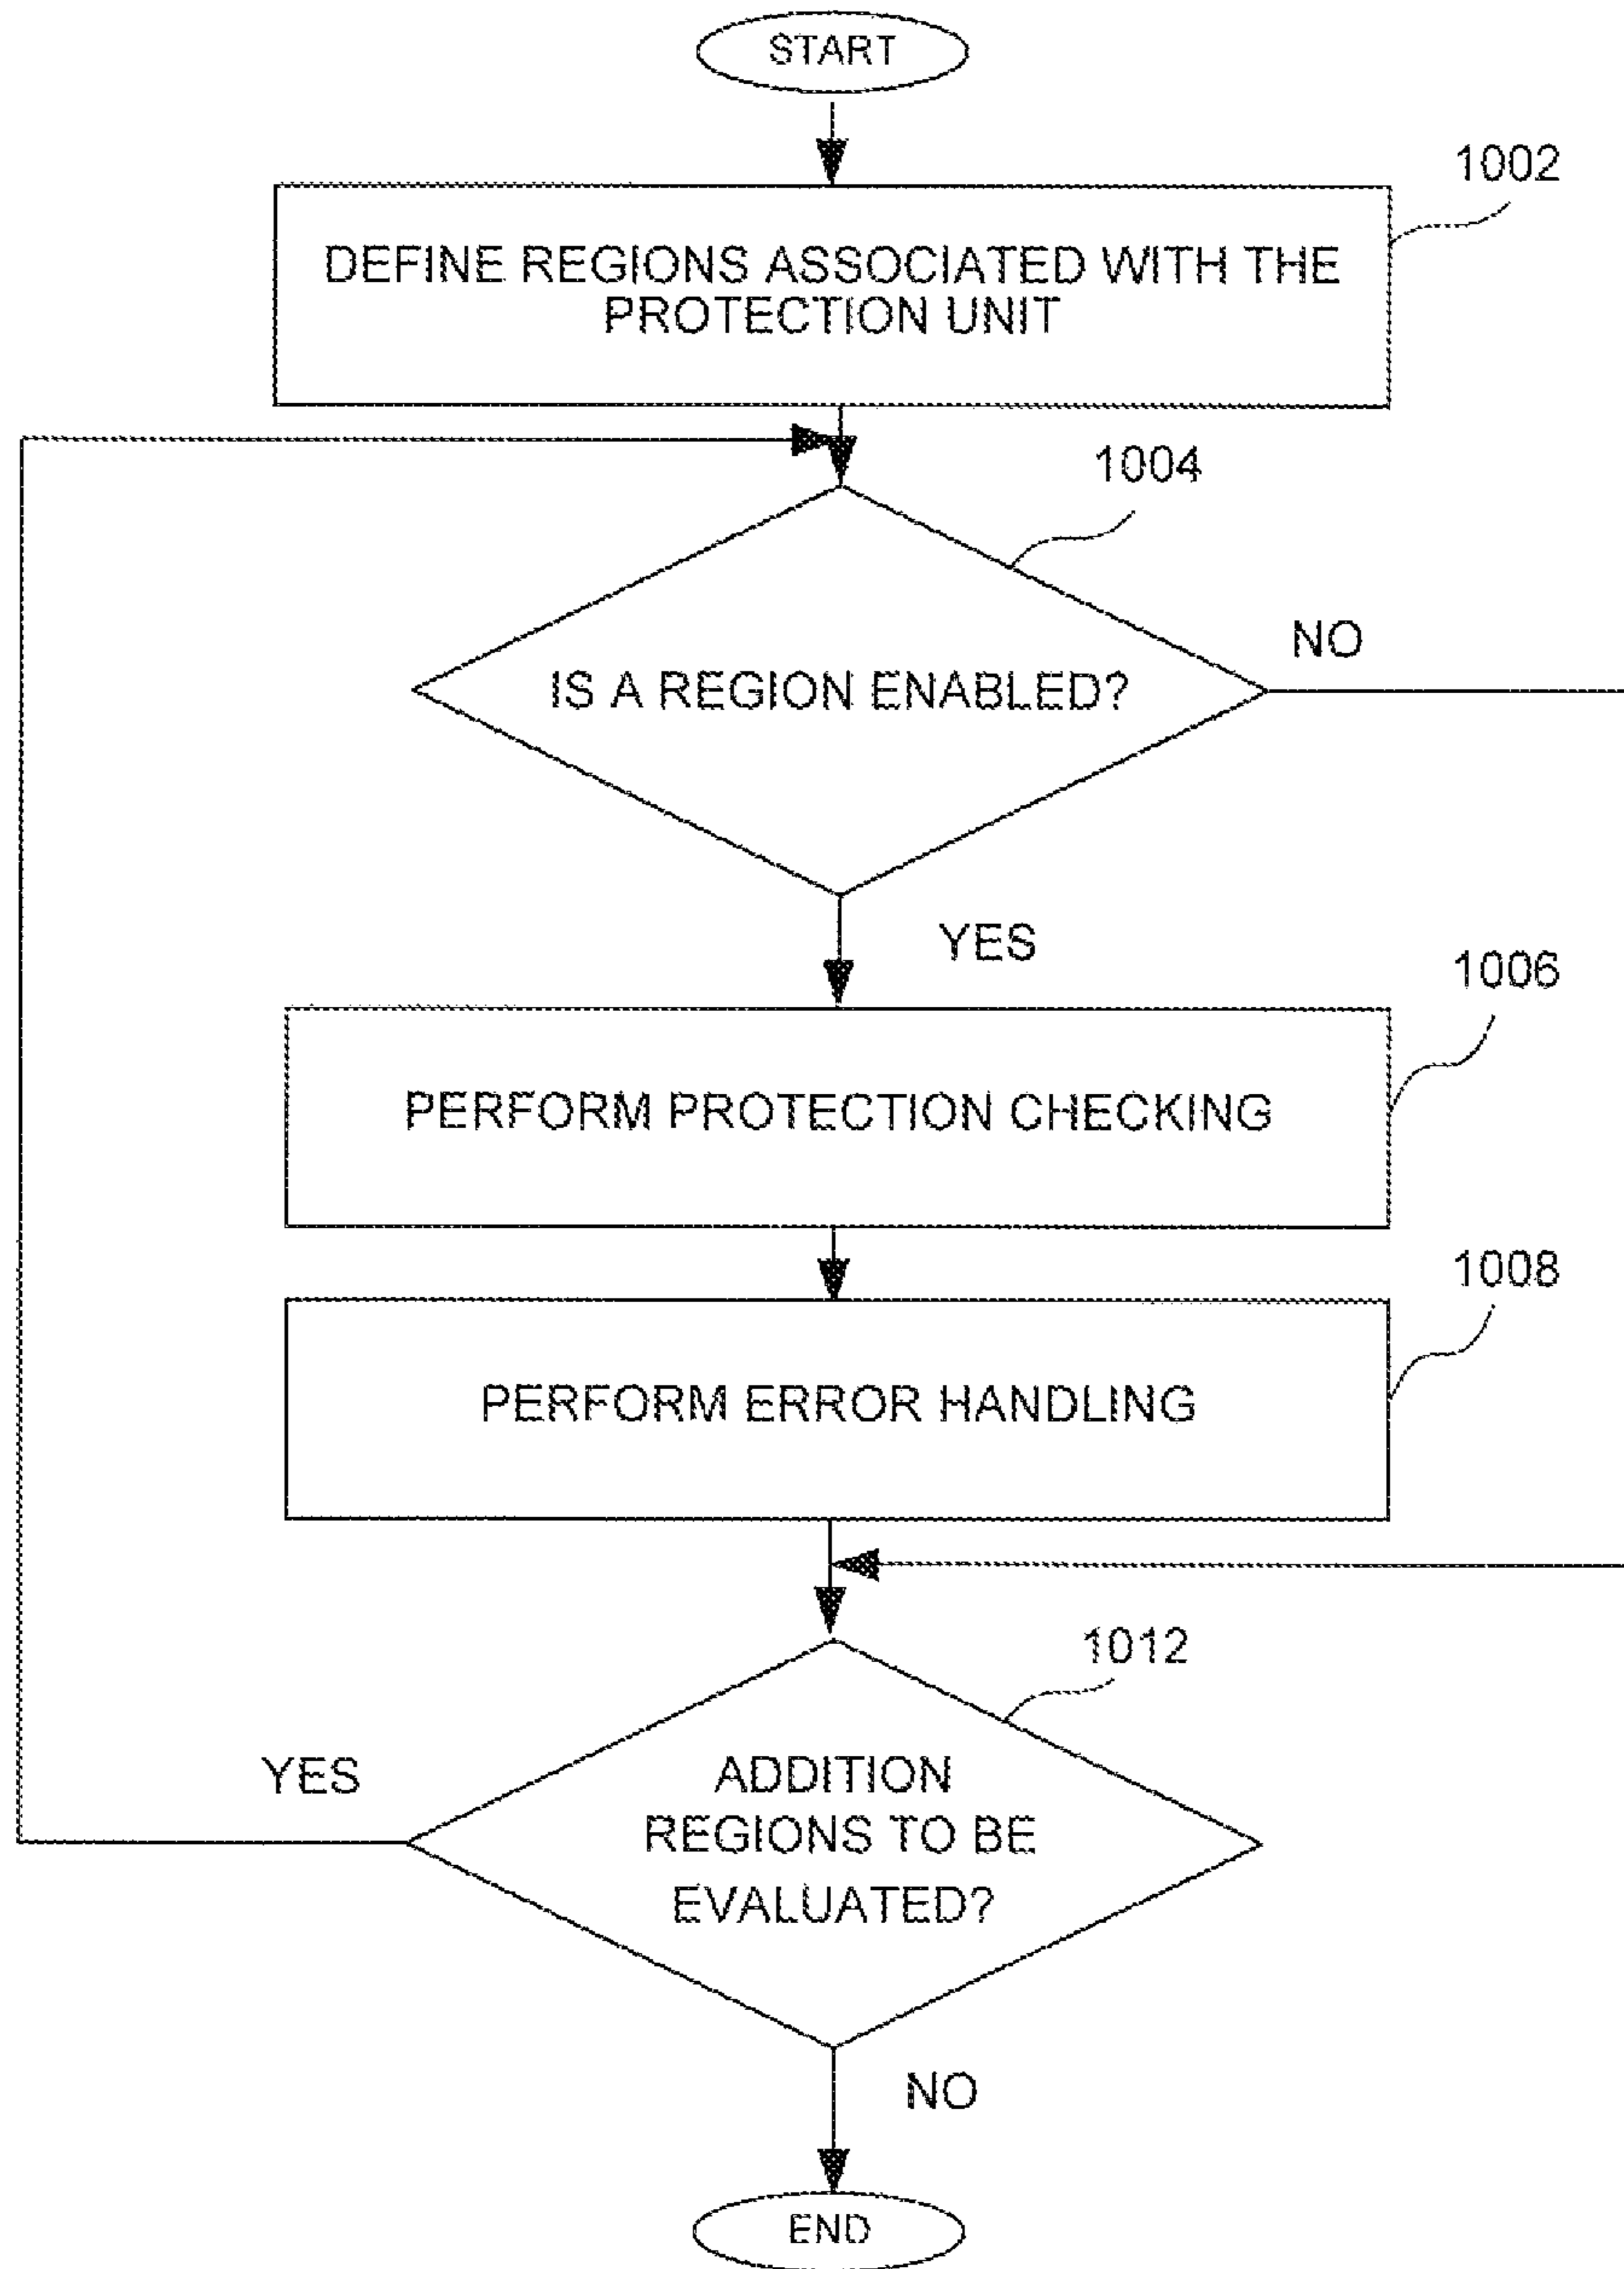 START
1002
DEFINE REGIONS ASSOCIATED WITH THE
PROTECTION UNIT
1004
NO
IS A REGION ENABLED?
YES
1006
PERFORM PROTECTION CHECKING
1008
PERFORM ERROR HANDLING
1012
YES
ADDITION
REGIONS TO BE
EVALUATED?
NO
END